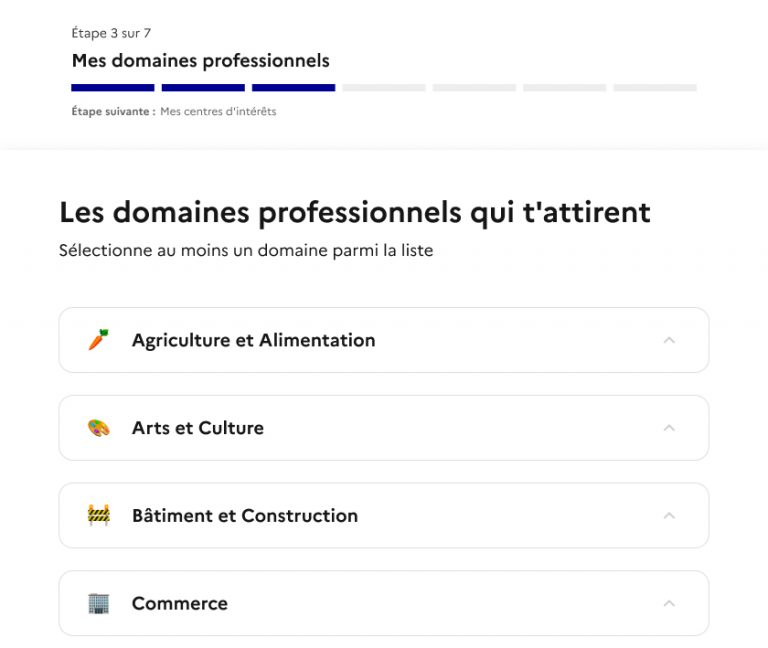 Étape 3 sur 7
Mes domaines professionnels
Étape suivante : Mes centres d'intérêts
Les domaines professionnels qui t'attirent
Sélectionne au moins un domaine parmi la liste
Agriculture et Alimentation
Arts et Culture
Bâtiment et Construction
Commerce